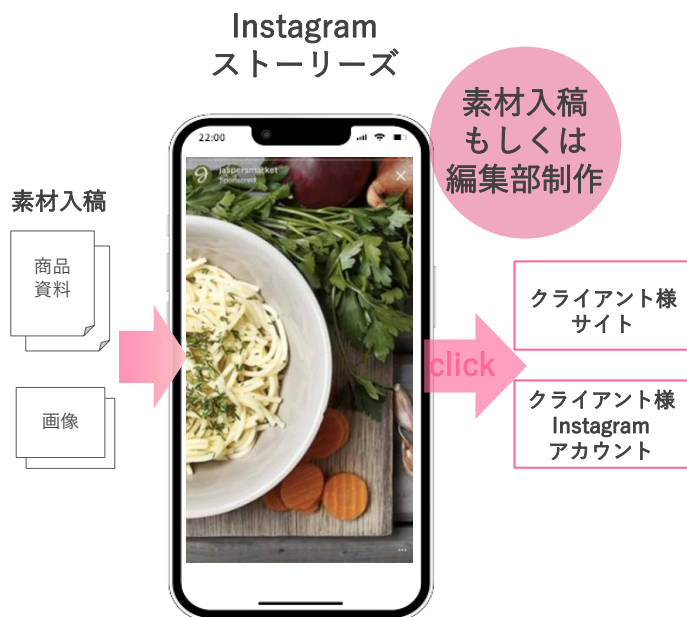 Instagram
ストーリーズ
素材入稿
もしくは
編集部制作
22:00
jaspersmarket
Sponsored
素材入稿
商品
資料
画像
click
クライアント様
サイト
クライアント様
Instagram
アカウント